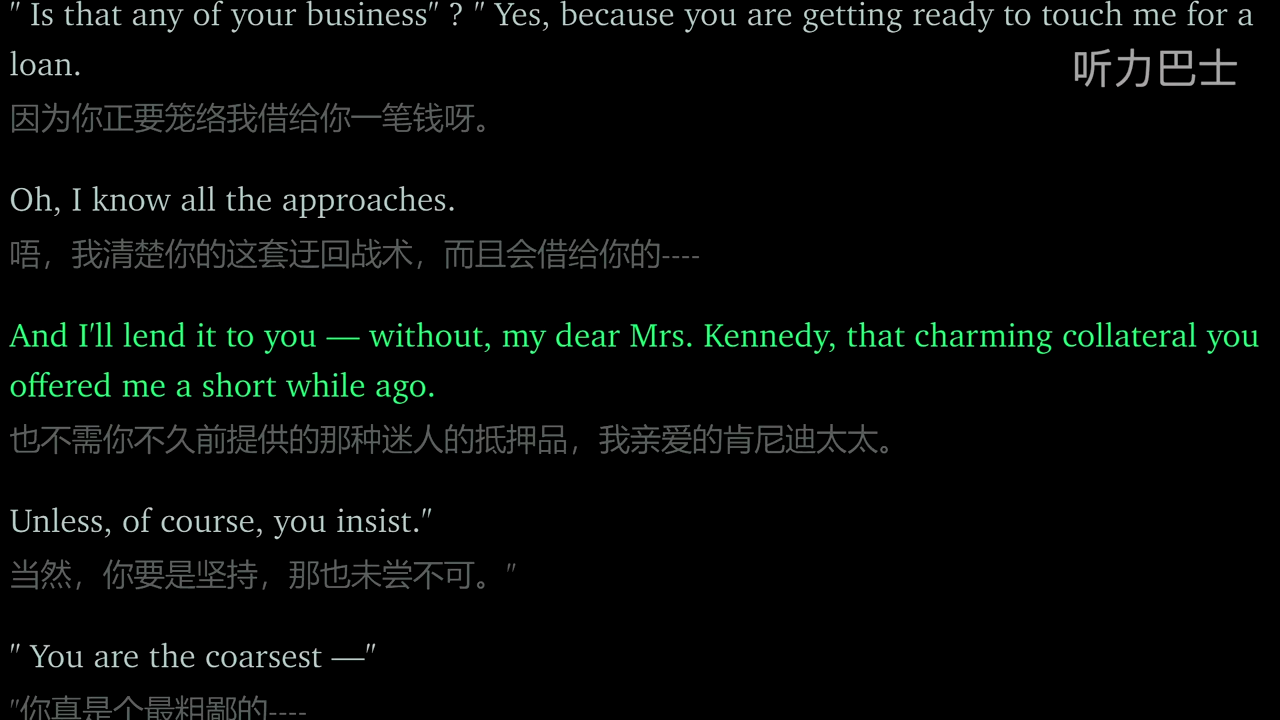 " Is that any of your business" ? " Yes, because you are getting ready to touch me for a
loan.
听力巴士
因为你正要笼络我借给你一笔钱呀。
Oh, I know all the approaches.
唔，我清楚你的这套迂回战术，而且会借给你的----
And I'll lend it to you — without, my dear Mrs. Kennedy, that charming collateral you
offered me a short while ago.
也不需你不久前提供的那种迷人的抵押品，我亲爱的肯尼迪太太。
Unless, of course, you insist."
当然，你要是坚持，那也未尝不可。"
" You are the coarsest —"
"你真是个最粗鄙的----